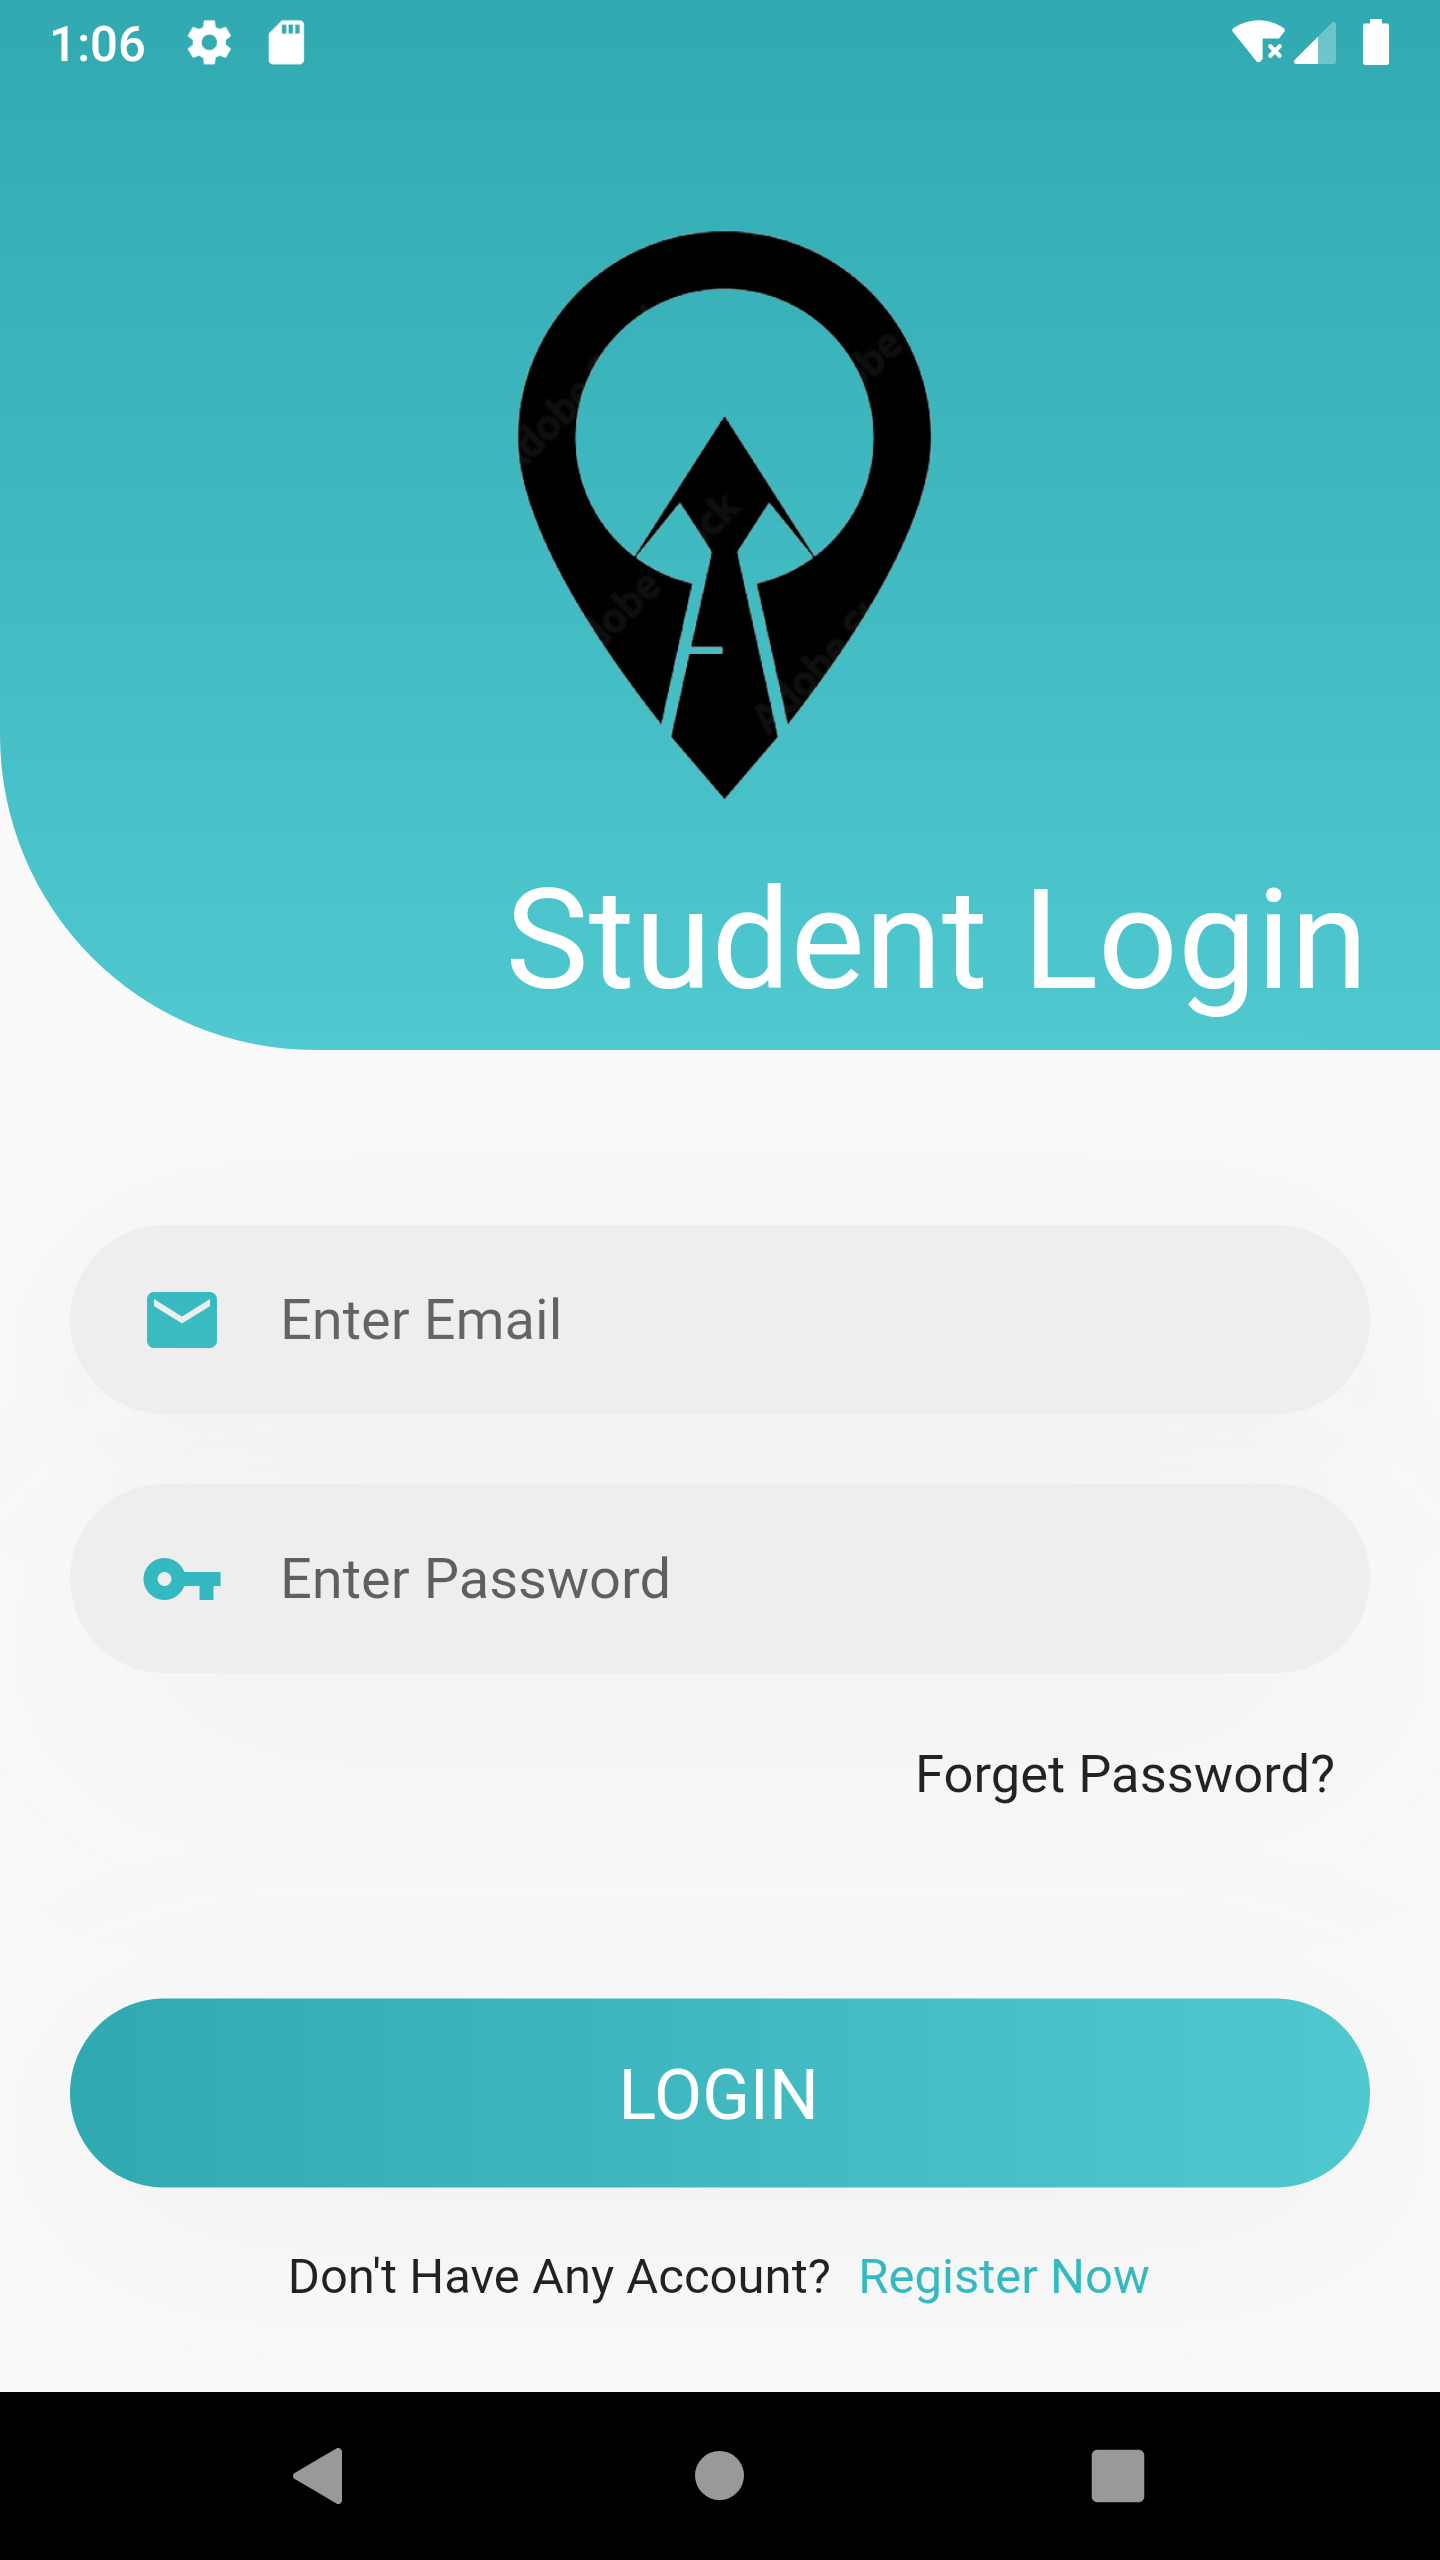 1:06
Student Login
Enter Email
Enter Password
Forget Password?
LOGIN
Don't Have Any Account? Register Now